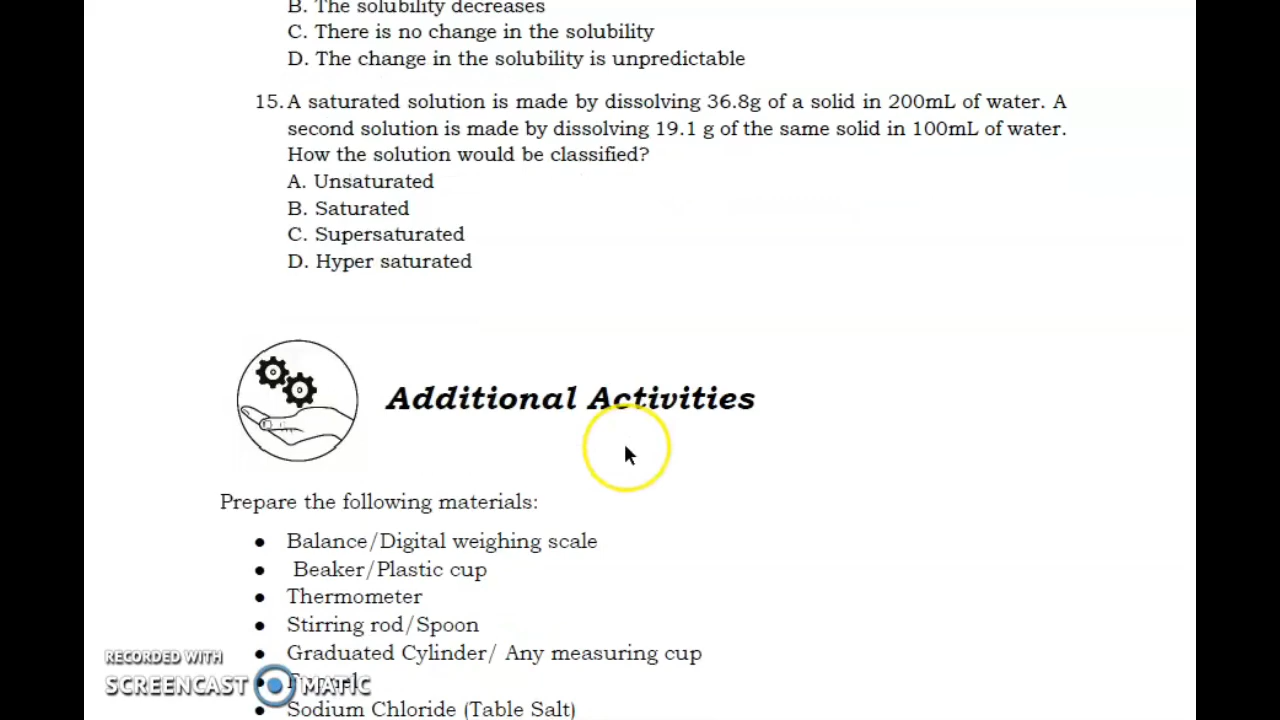 B. The solubility decreases
C. There is no change in the solubility
D. The change in the solubility is unpredictable
15. A saturated solution is made by dissolving 36.8g of a solid in 200mL of water. A
second solution is made by dissolving 19.1 g of the same solid in 100mL of water.
How the solution would be classified?
A. Unsaturated
B. Saturated
C. Supersaturated
D. Hyper saturated
Additional Activities
Prepare the following materials:
● Balance/Digital weighing scale
● Beaker/Plastic cup
● Thermometer
● Stirring rod/Spoon
● Graduated Cylinder/ Any measuring cup
● Sodium Chloride (Table Salt)
RECORDED WITH
SCREENCAST MATIC